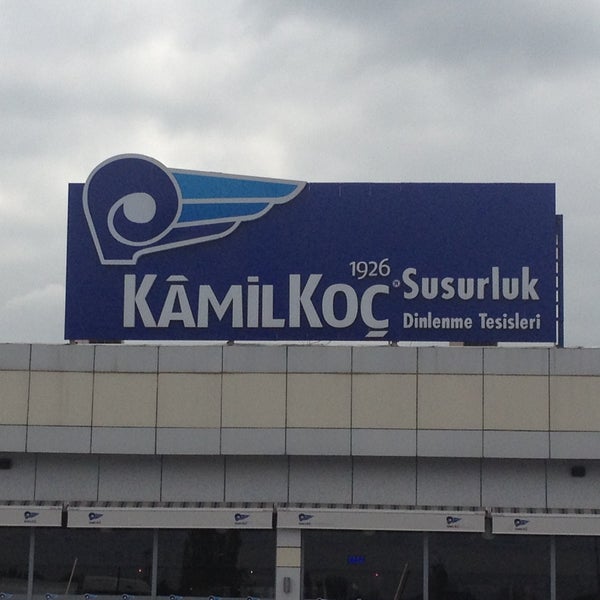 1926
KÂMİLKOÇ
Susurluk
Dinlenme Tesisleri